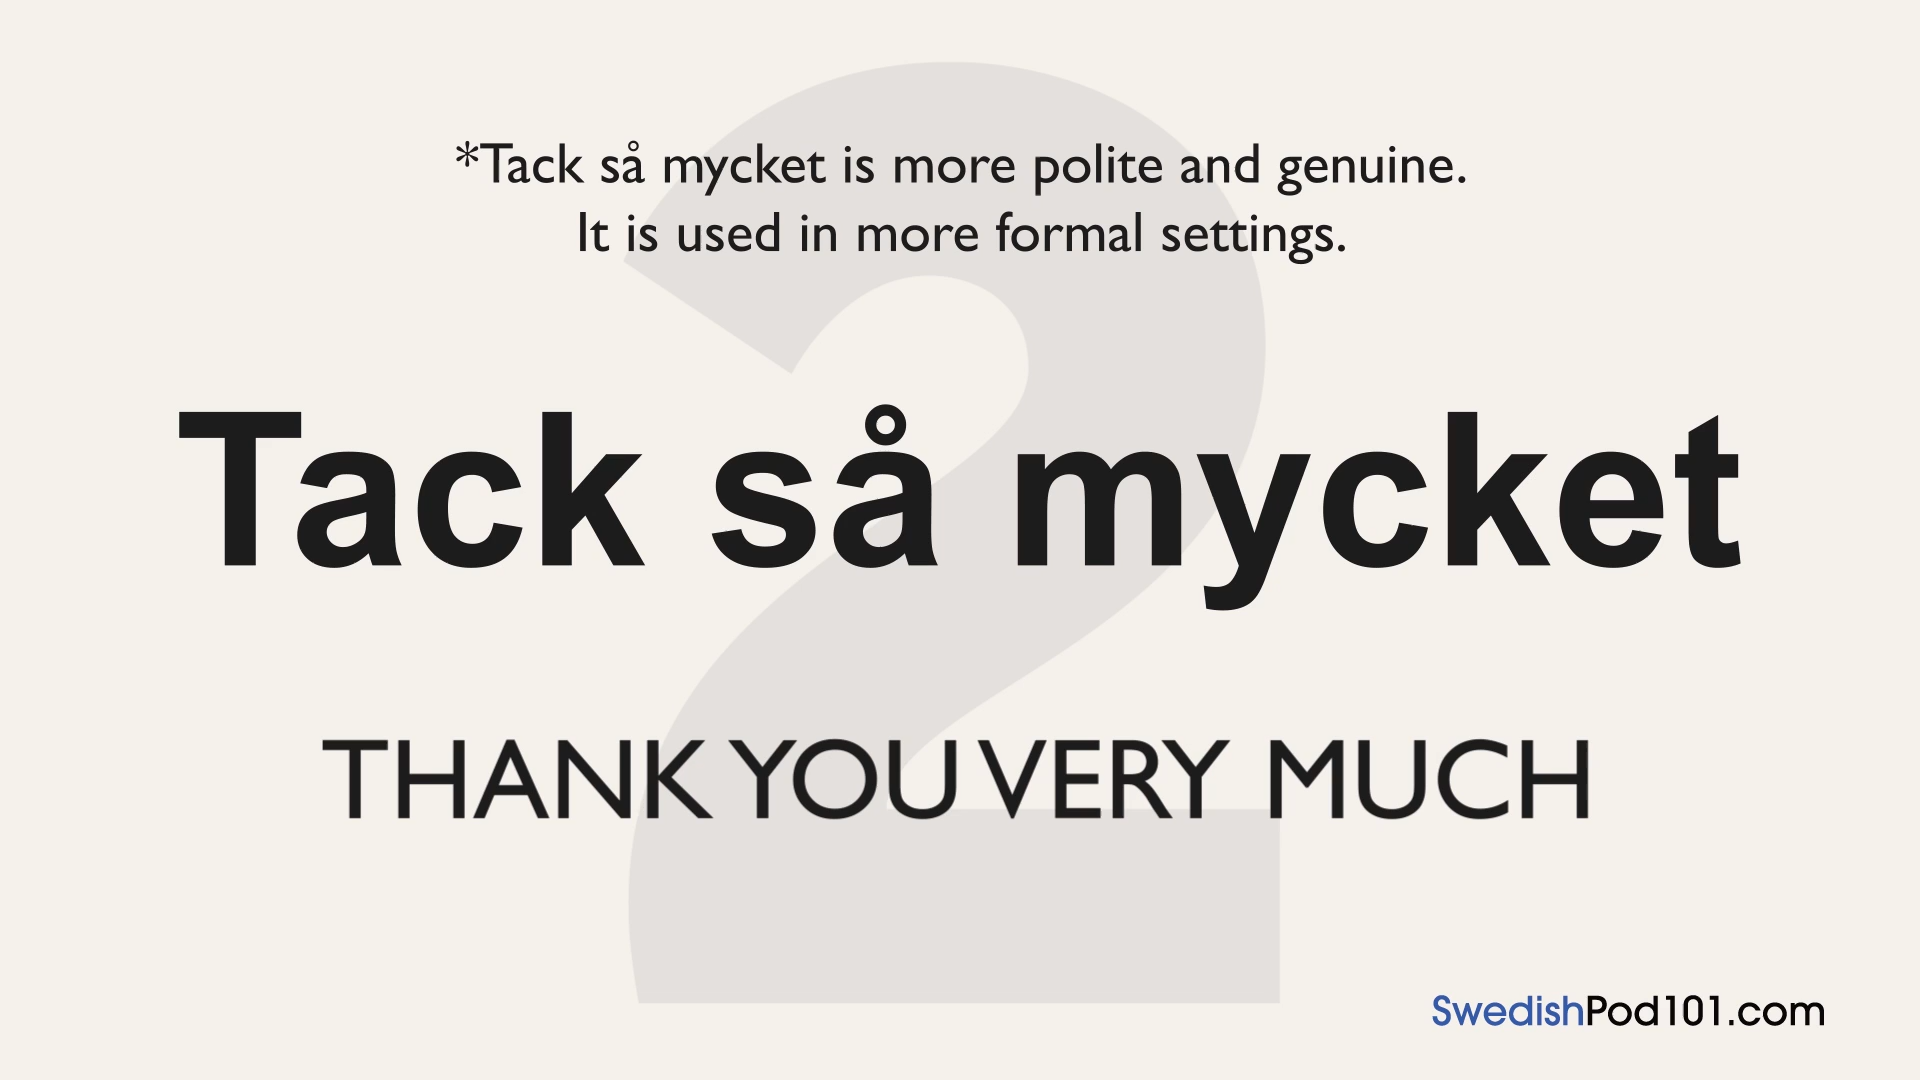 *Tack så mycket is more polite and genuine.
It is used in more formal settings.
Tack så mycket
THANK YOU VERY MUCH
2
SwedishPod101.com